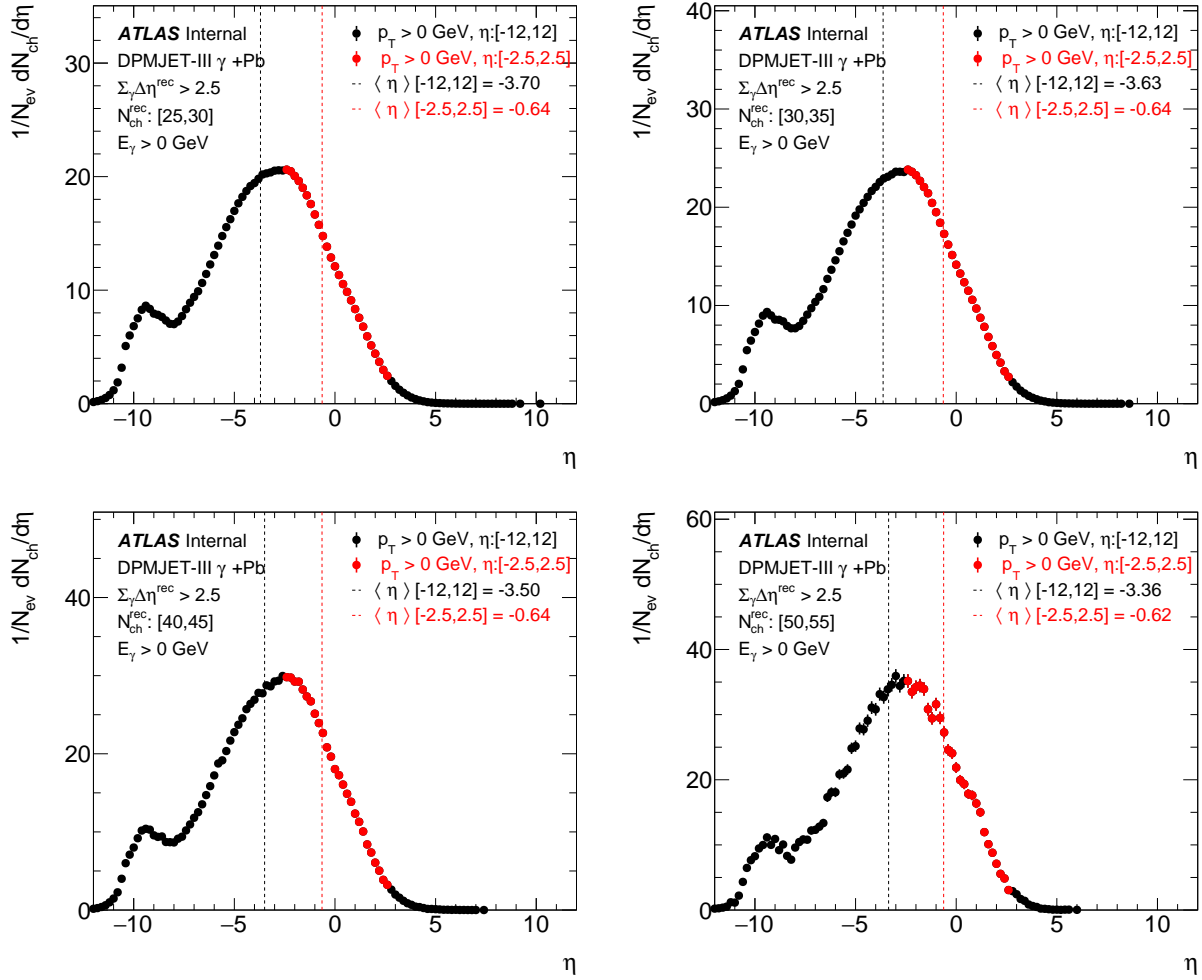 1/N_ev dN_ch/dη
ATLAS Internal
DPMJET-III γ +Pb
Σ_γΔη^rec > 2.5
N_ch^rec: [25,30]
E_γ > 0 GeV
p_T > 0 GeV, η:[-12,12]
p_T > 0 GeV, η:[-2.5,2.5]
⟨ η ⟩ [-12,12] = -3.70
⟨ η ⟩ [-2.5,2.5] = -0.64
30
20
10
0
−10 −5 0 5 10
η
1/N_ev dN_ch/dη
ATLAS Internal
DPMJET-III γ +Pb
Σ_γΔη^rec > 2.5
N_ch^rec: [30,35]
E_γ > 0 GeV
p_T > 0 GeV, η:[-12,12]
p_T > 0 GeV, η:[-2.5,2.5]
⟨ η ⟩ [-12,12] = -3.63
⟨ η ⟩ [-2.5,2.5] = -0.64
40
30
20
10
0
−10 −5 0 5 10
η
1/N_ev dN_ch/dη
ATLAS Internal
DPMJET-III γ +Pb
Σ_γΔη^rec > 2.5
N_ch^rec: [40,45]
E_γ > 0 GeV
p_T > 0 GeV, η:[-12,12]
p_T > 0 GeV, η:[-2.5,2.5]
⟨ η ⟩ [-12,12] = -3.50
⟨ η ⟩ [-2.5,2.5] = -0.64
40
20
0
−10 −5 0 5 10
η
1/N_ev dN_ch/dη
ATLAS Internal
DPMJET-III γ +Pb
Σ_γΔη^rec > 2.5
N_ch^rec: [50,55]
E_γ > 0 GeV
p_T > 0 GeV, η:[-12,12]
p_T > 0 GeV, η:[-2.5,2.5]
⟨ η ⟩ [-12,12] = -3.36
⟨ η ⟩ [-2.5,2.5] = -0.62
60
40
20
0
−10 −5 0 5 10
η